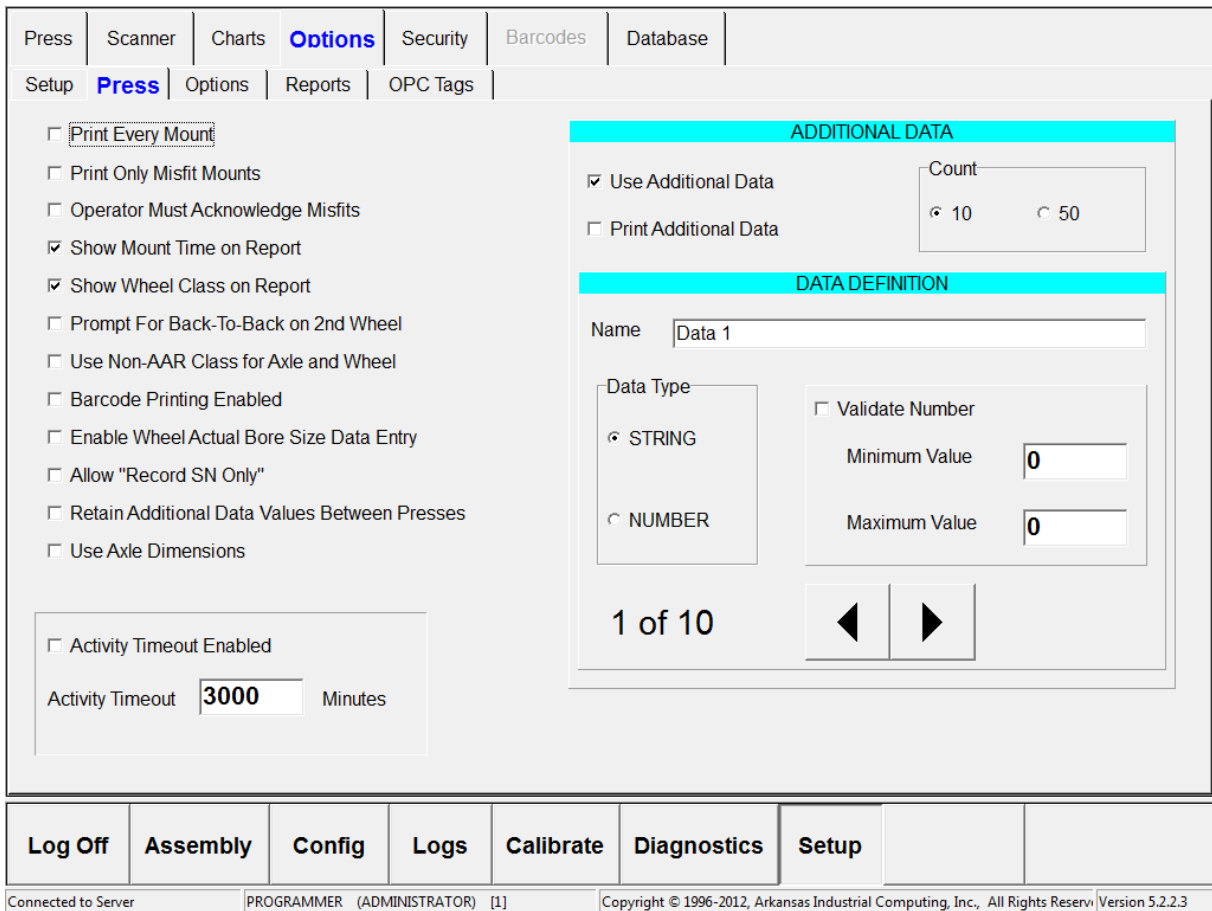 Press Scanner Charts Options Security Barcodes Database
Setup Press Options Reports OPC Tags
Print Every Mount
Print Only Misfit Mounts
Operator Must Acknowledge Misfits
Show Mount Time on Report
Show Wheel Class on Report
Prompt For Back-To-Back on 2nd Wheel
Use Non-AAR Class for Axle and Wheel
Barcode Printing Enabled
Enable Wheel Actual Bore Size Data Entry
Allow "Record SN Only"
Retain Additional Data Values Between Presses
Use Axle Dimensions
Activity Timeout Enabled
Activity Timeout 3000 Minutes
ADDITIONAL DATA
Use Additional Data
Print Additional Data
Count
10 50
DATA DEFINITION
Name Data 1
Data Type
STRING
NUMBER
Validate Number
Minimum Value 0
Maximum Value 0
1 of 10
Log Off Assembly Config Logs Calibrate Diagnostics Setup
Connected to Server PROGRAMMER (ADMINISTRATOR) [1] Copyright © 1996-2012, Arkansas Industrial Computing, Inc., All Rights Reserv Version 5.2.2.3